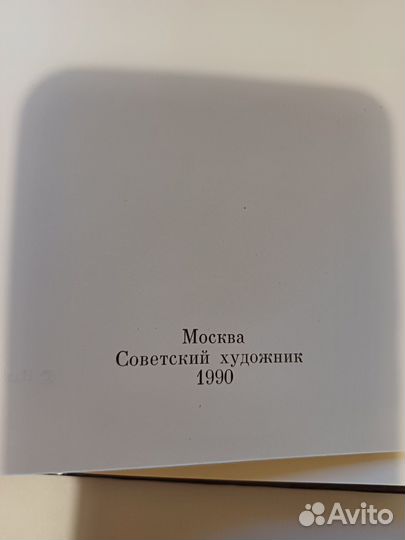 Москва
Советский художник
1990
Avito